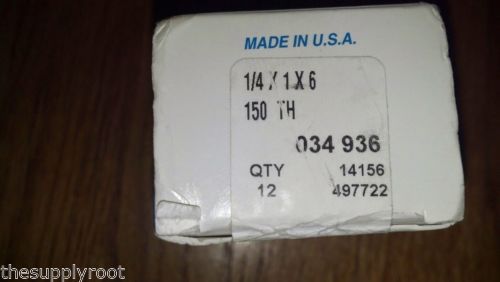 MADE IN U.S.A.
1/4 X 1 X 6
150 TH
034 936
QTY 14156
12 497722
thesupplyroot